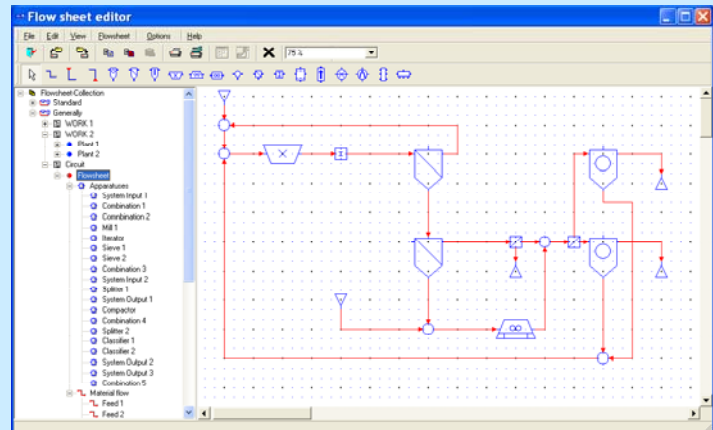 Flow sheet editor
File Edit View Flowsheet Options Help
75%
Flowsheet-Collection
Standard
Generally
WORK 1
WORK 2
Plant 1
Plant 2
Circuit
Flowsheet
Apparatuses
System Input 1
Combination 1
Comnbination 2
Mill 1
Iterator
Sieve 1
Sieve 2
Combination 3
System Input 2
Splitter 1
System Output 1
Compactor
Combination 4
Splitter 2
Classifier 1
Classifier 2
System Output 2
System Output 3
Combination 5
Material flow
Feed 1
Feed 2